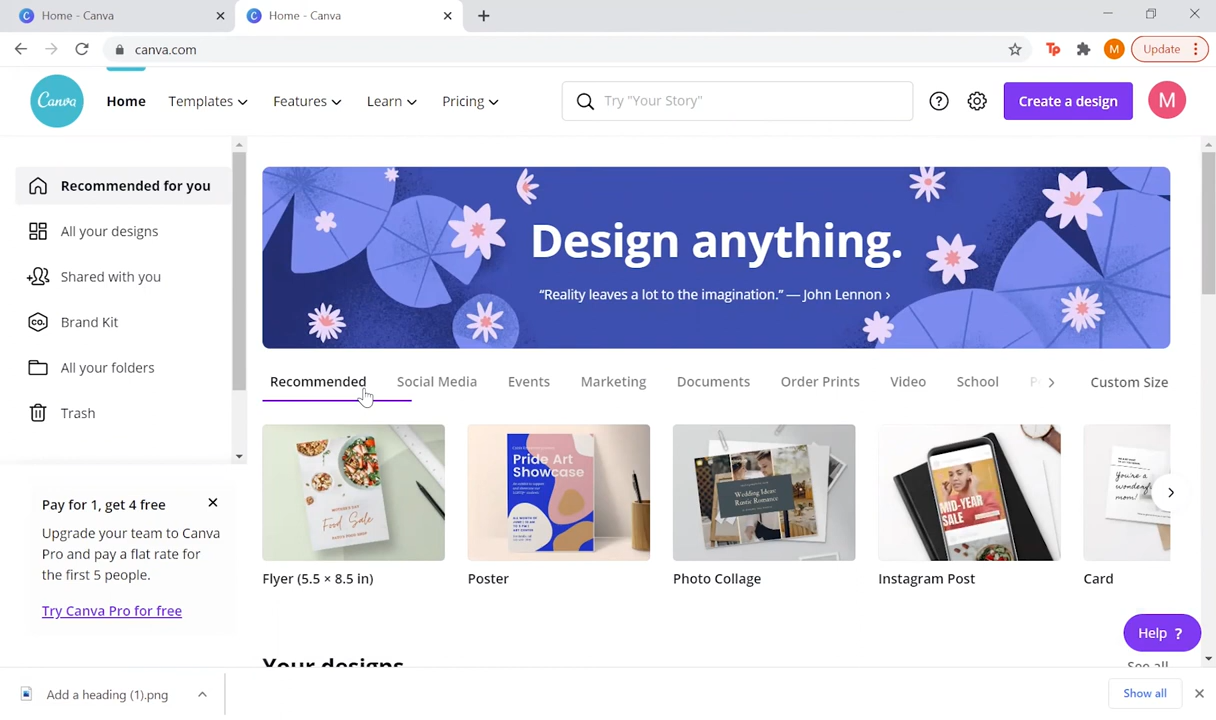 Home - Canva
Home - Canva
canva.com
Tp
M
Update
Canva
Home
Templates
Features
Learn
Pricing
Try "Your Story"
?
Create a design
M
Recommended for you
All your designs
Shared with you
co.
Brand Kit
All your folders
Trash
Pay for 1, get 4 free
Upgrade your team to Canva
Pro and pay a flat rate for
the first 5 people.
Try Canva Pro for free
Design anything.
“Reality leaves a lot to the imagination.” — John Lennon ›
Recommended
Social Media
Events
Marketing
Documents
Order Prints
Video
School
Custom Size
Food Sale
Pride Art
Showcase
Wedding Ideas:
Rustic Romance
MID-YEAR
SALE
you're a
wonderful
mom!
Flyer (5.5 × 8.5 in)
Poster
Photo Collage
Instagram Post
Card
Your designs
See all
Help ?
Add a heading (1).png
Show all